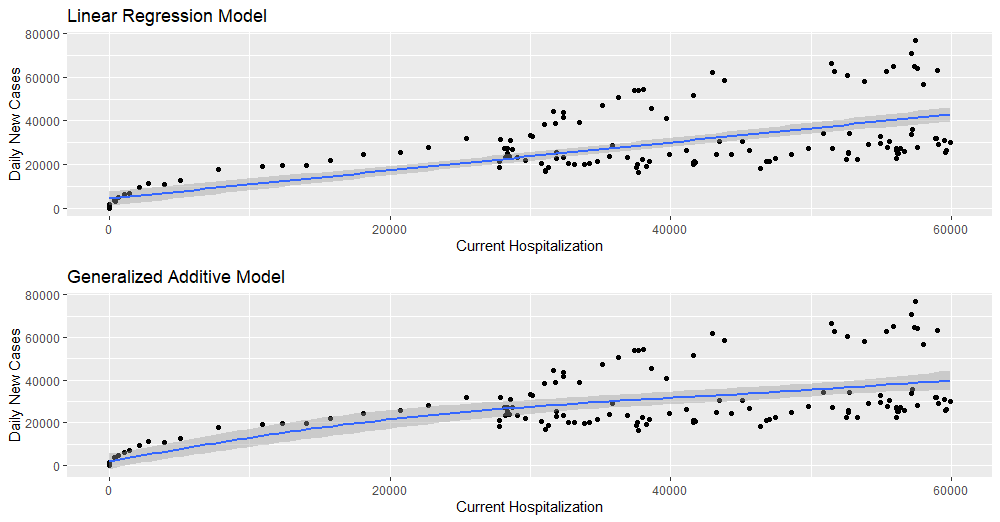 Linear Regression Model
80000
60000
40000
20000
0
Daily New Cases
0 20000 40000 60000
Current Hospitalization
Generalized Additive Model
80000
60000
40000
20000
0
Daily New Cases
0 20000 40000 60000
Current Hospitalization